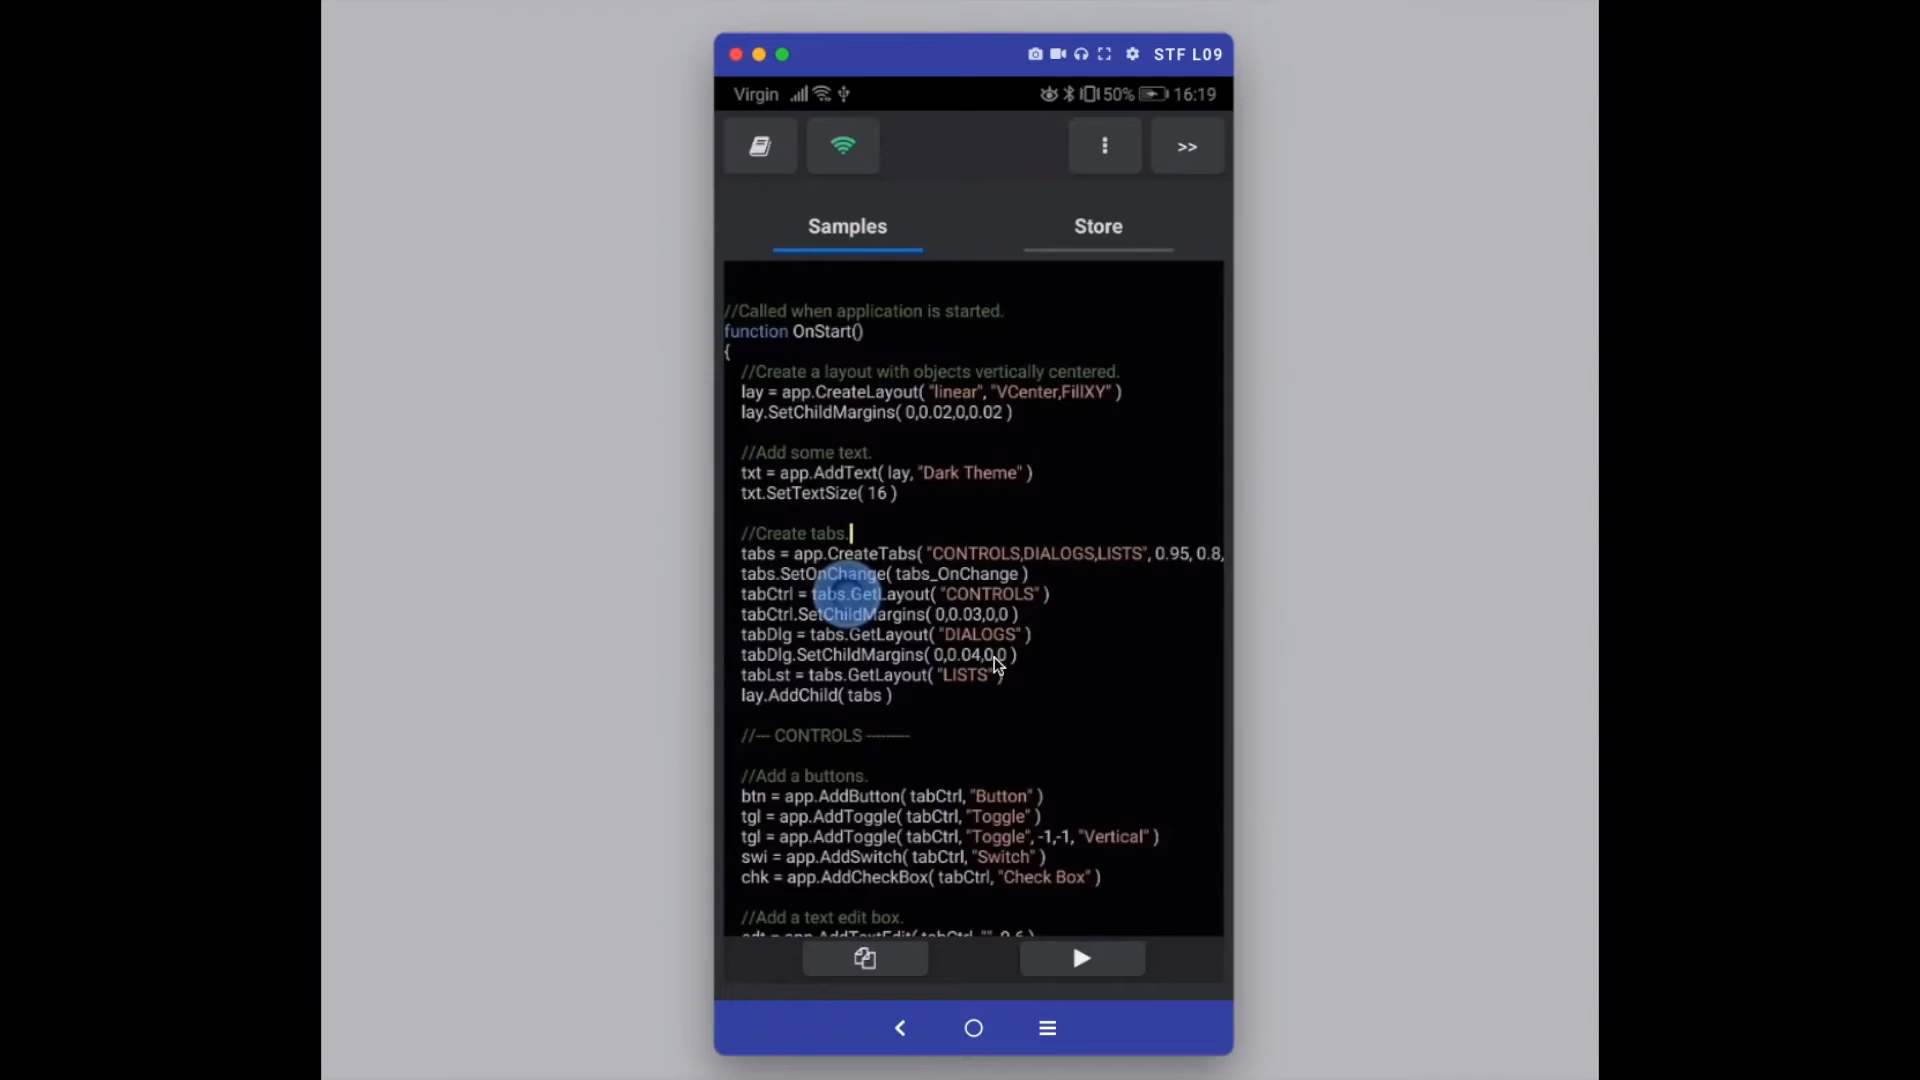 STF L09
Virgin 50% 16:19
>>
Samples Store
//Called when application is started.
function OnStart()
{
//Create a layout with objects vertically centered.
lay = app.CreateLayout( "linear", "VCenter,FillXY" )
lay.SetChildMargins( 0,0.02,0,0.02 )
//Add some text.
txt = app.AddText( lay, "Dark Theme" )
txt.SetTextSize( 16 )
//Create tabs.
tabs = app.CreateTabs( "CONTROLS,DIALOGS,LISTS", 0.95, 0.8,
tabs.SetOnChange( tabs_OnChange )
tabCtrl = tabs.GetLayout( "CONTROLS" )
tabCtrl.SetChildMargins( 0,0.03,0,0 )
tabDlg = tabs.GetLayout( "DIALOGS" )
tabDlg.SetChildMargins( 0,0.04,0,0 )
tabLst = tabs.GetLayout( "LISTS" )
lay.AddChild( tabs )
//--- CONTROLS ---------
//Add a buttons.
btn = app.AddButton( tabCtrl, "Button" )
tgl = app.AddToggle( tabCtrl, "Toggle" )
tgl = app.AddToggle( tabCtrl, "Toggle", -1,-1, "Vertical" )
swi = app.AddSwitch( tabCtrl, "Switch" )
chk = app.AddCheckBox( tabCtrl, "Check Box" )
//Add a text edit box.
edt = app.AddTextEdit( tabCtrl, "", 0.6 )